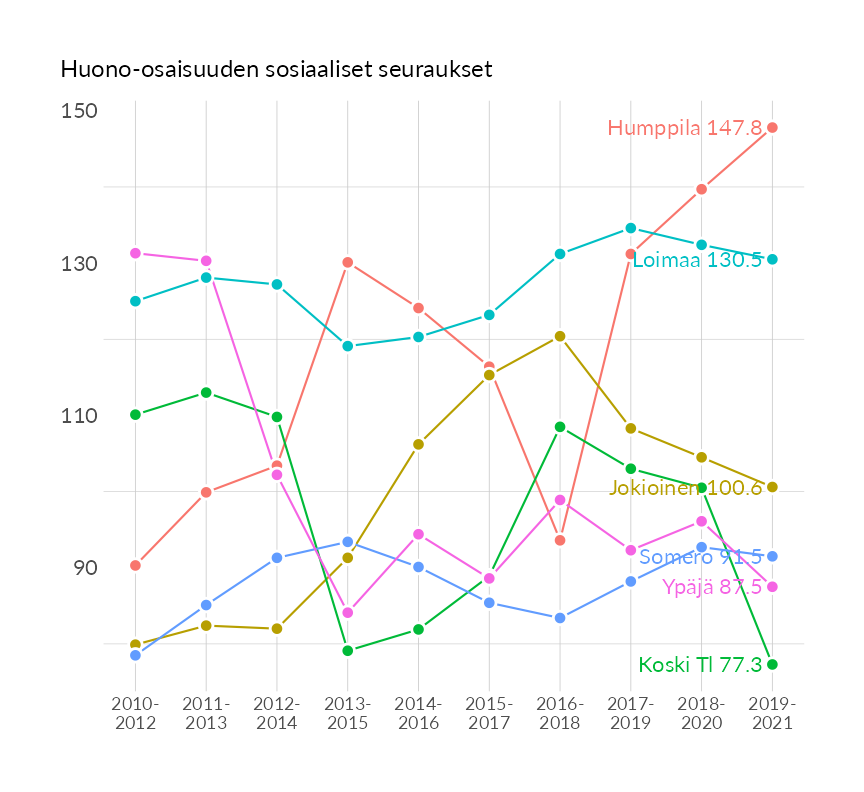 Huono-osaisuuden sosiaaliset seuraukset
150
130
110
90
Humppila 147.8
Loimaa 130.5
Jokioinen 100.6
Somero 91.5
Ypäjä 87.5
Koski Tl 77.3
2010- 2011- 2012- 2013- 2014- 2015- 2016- 2017- 2018- 2019-
2012 2013 2014 2015 2016 2017 2018 2019 2020 2021